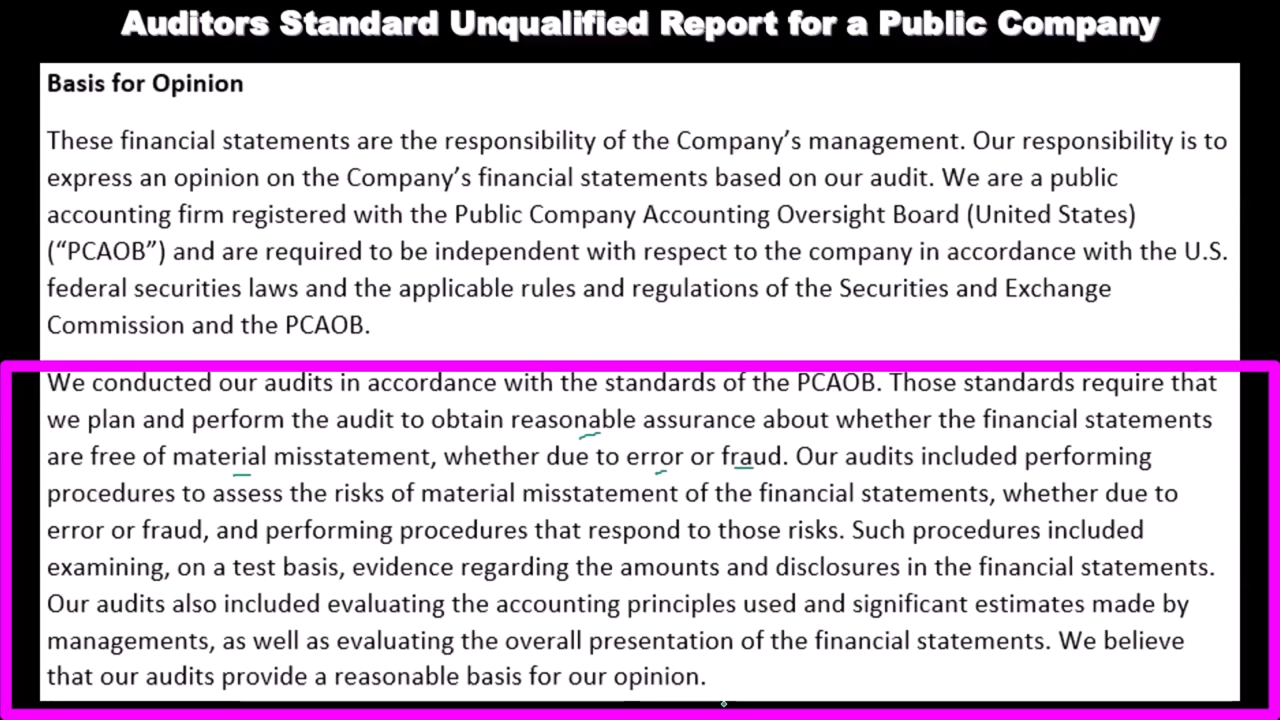 Auditors Standard Unqualified Report for a Public Company
Basis for Opinion
These financial statements are the responsibility of the Company’s management. Our responsibility is to
express an opinion on the Company’s financial statements based on our audit. We are a public
accounting firm registered with the Public Company Accounting Oversight Board (United States)
(“PCAOB”) and are required to be independent with respect to the company in accordance with the U.S.
federal securities laws and the applicable rules and regulations of the Securities and Exchange
Commission and the PCAOB.
We conducted our audits in accordance with the standards of the PCAOB. Those standards require that
we plan and perform the audit to obtain reasonable assurance about whether the financial statements
are free of material misstatement, whether due to error or fraud. Our audits included performing
procedures to assess the risks of material misstatement of the financial statements, whether due to
error or fraud, and performing procedures that respond to those risks. Such procedures included
examining, on a test basis, evidence regarding the amounts and disclosures in the financial statements.
Our audits also included evaluating the accounting principles used and significant estimates made by
managements, as well as evaluating the overall presentation of the financial statements. We believe
that our audits provide a reasonable basis for our opinion.